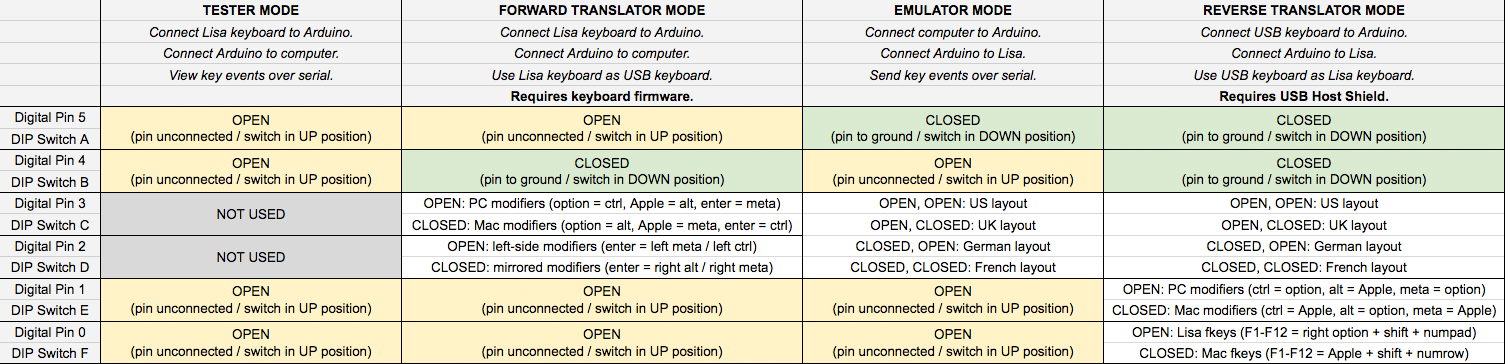 TESTER MODE	FORWARD TRANSLATOR MODE	EMULATOR MODE	REVERSE TRANSLATOR MODE
Connect Lisa keyboard to Arduino.	Connect Lisa keyboard to Arduino.	Connect computer to Arduino.	Connect USB keyboard to Arduino.
Connect Arduino to computer.	Connect Arduino to computer.	Connect Arduino to Lisa.	Connect Arduino to Lisa.
View key events over serial.	Use Lisa keyboard as USB keyboard.	Send key events over serial.	Use USB keyboard as Lisa keyboard.
Requires keyboard firmware.	Requires USB Host Shield.
Digital Pin 5	OPEN	OPEN	CLOSED	CLOSED
DIP Switch A	(pin unconnected / switch in UP position)	(pin unconnected / switch in UP position)	(pin to ground / switch in DOWN position)	(pin to ground / switch in DOWN position)
Digital Pin 4	OPEN	CLOSED	OPEN	CLOSED
DIP Switch B	(pin unconnected / switch in UP position)	(pin to ground / switch in DOWN position)	(pin unconnected / switch in UP position)	(pin to ground / switch in DOWN position)
Digital Pin 3	NOT USED	OPEN: PC modifiers (option = ctrl, Apple = alt, enter = meta)	OPEN, OPEN: US layout	OPEN, OPEN: US layout
DIP Switch C	CLOSED: Mac modifiers (option = alt, Apple = meta, enter = ctrl)	OPEN, CLOSED: UK layout	OPEN, CLOSED: UK layout
Digital Pin 2	NOT USED	OPEN: left-side modifiers (enter = left meta / left ctrl)	CLOSED, OPEN: German layout	CLOSED, OPEN: German layout
DIP Switch D	CLOSED: mirrored modifiers (enter = right alt / right meta)	CLOSED, CLOSED: French layout	CLOSED, CLOSED: French layout
Digital Pin 1	OPEN	OPEN	OPEN	OPEN: PC modifiers (ctrl = option, alt = Apple, meta = option)
DIP Switch E	(pin unconnected / switch in UP position)	(pin unconnected / switch in UP position)	(pin unconnected / switch in UP position)	CLOSED: Mac modifiers (ctrl = Apple, alt = option, meta = Apple)
Digital Pin 0	OPEN	OPEN	OPEN	OPEN: Lisa fkeys (F1-F12 = right option + shift + numpad)
DIP Switch F	(pin unconnected / switch in UP position)	(pin unconnected / switch in UP position)	(pin unconnected / switch in UP position)	CLOSED: Mac fkeys (F1-F12 = Apple + shift + numrow)